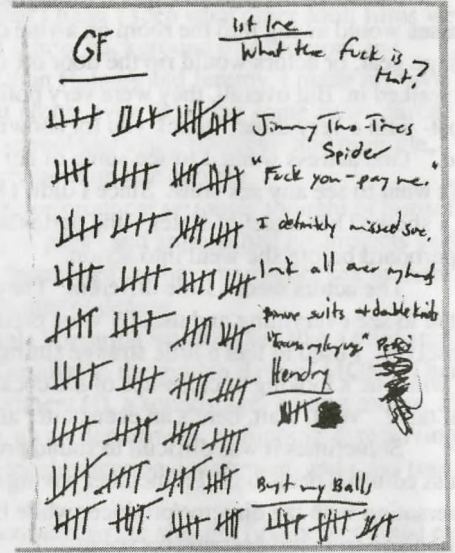 GF
1st line
What the fuck is
that?
Jimmy Two-Times
Spider
"Fuck you - pay me."
I definitely missed some,
ink all over my hands
prune suits + double knits
Hendry
Bust my Balls